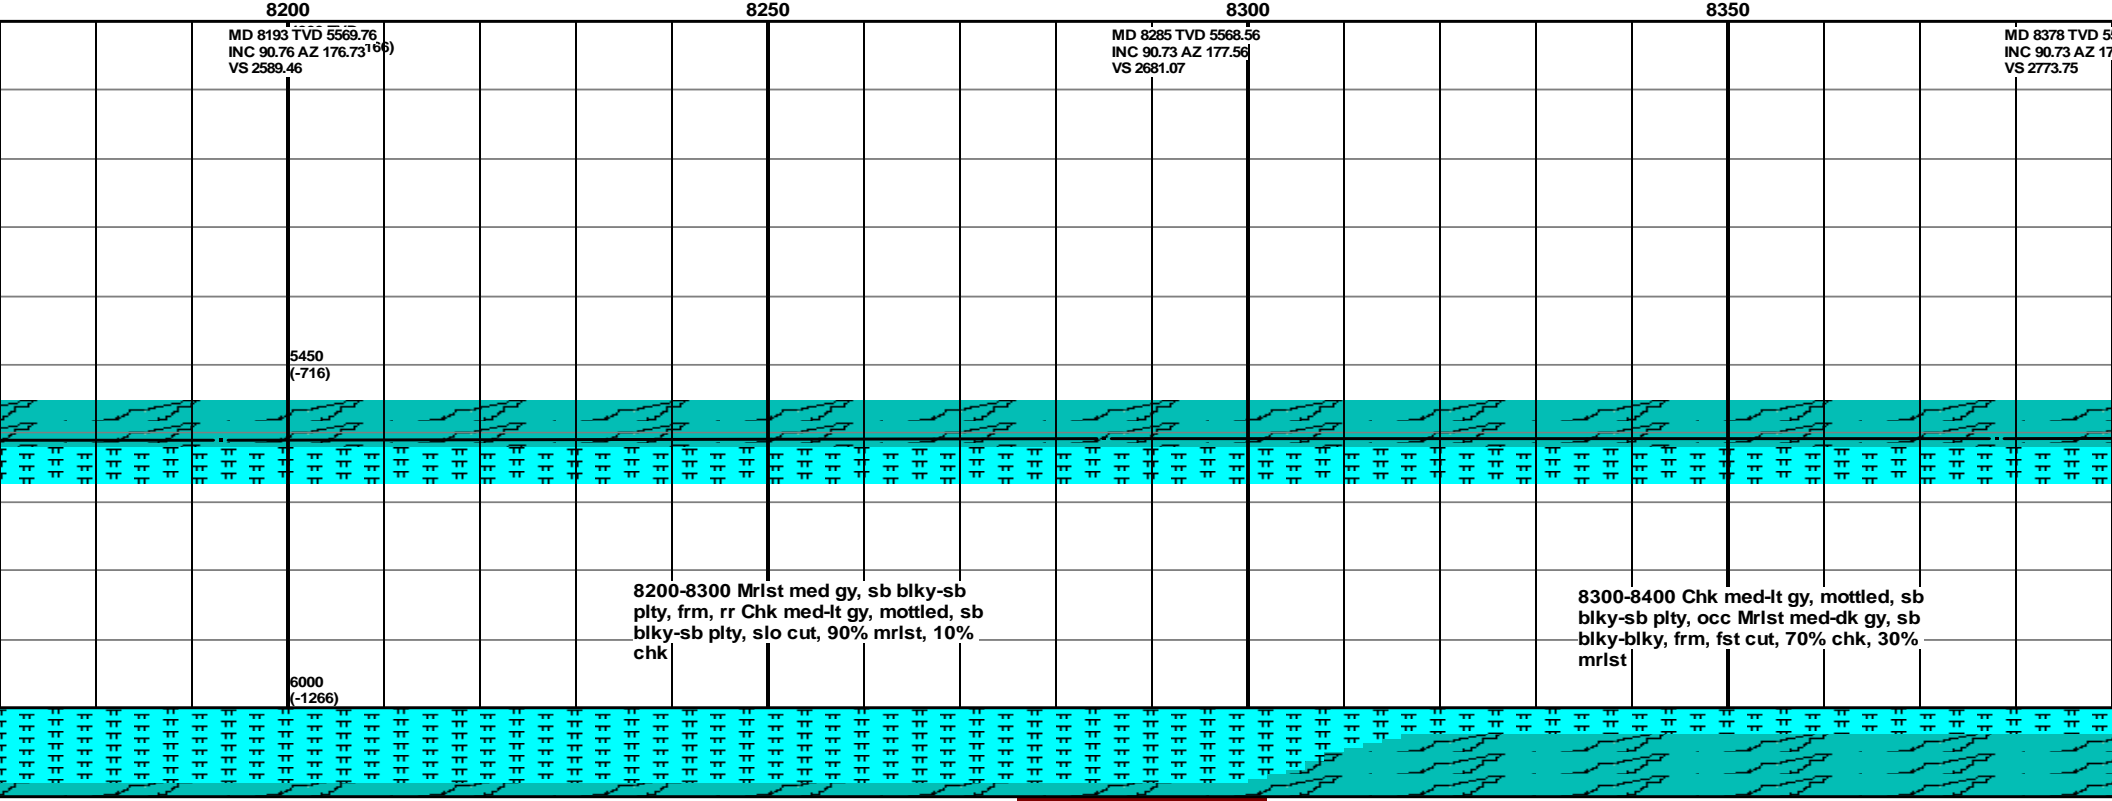 8200 8250 8300 8350
MD 8193 TVD 5569.76
INC 90.76 AZ 176.73
VS 2589.46
MD 8285 TVD 5568.56
INC 90.73 AZ 177.56
VS 2681.07
MD 8378 TVD
INC 90.73 AZ
VS 2773.75
5450
(-716)
8200-8300 Mrlst med gy, sb blky-sb
plty, frm, rr Chk med-lt gy, mottled, sb
blky-sb plty, slo cut, 90% mrlst, 10%
chk
8300-8400 Chk med-lt gy, mottled, sb
blky-sb plty, occ Mrlst med-dk gy, sb
blky-blky, frm, fst cut, 70% chk, 30%
mrlst
6000
(-1266)